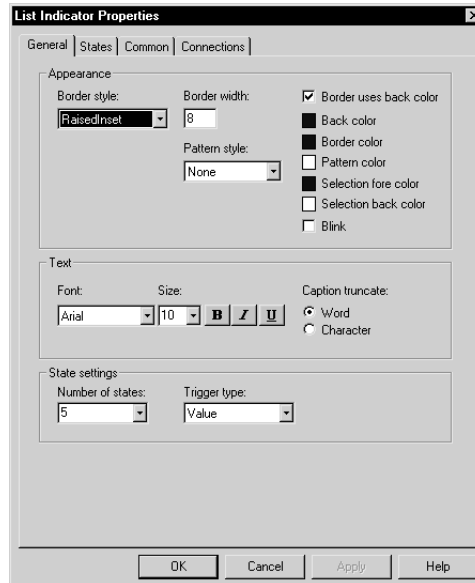 List Indicator Properties
General States Common Connections
Appearance
Border style: Border width: Border uses back color
RaisedInset 8 Back color
Border color
Pattern style: Pattern color
None Selection fore color
Selection back color
Blink
Text
Font: Size: Caption truncate:
Arial 10 B I U Word
Character
State settings
Number of states: Trigger type:
5 Value
OK Cancel Apply Help